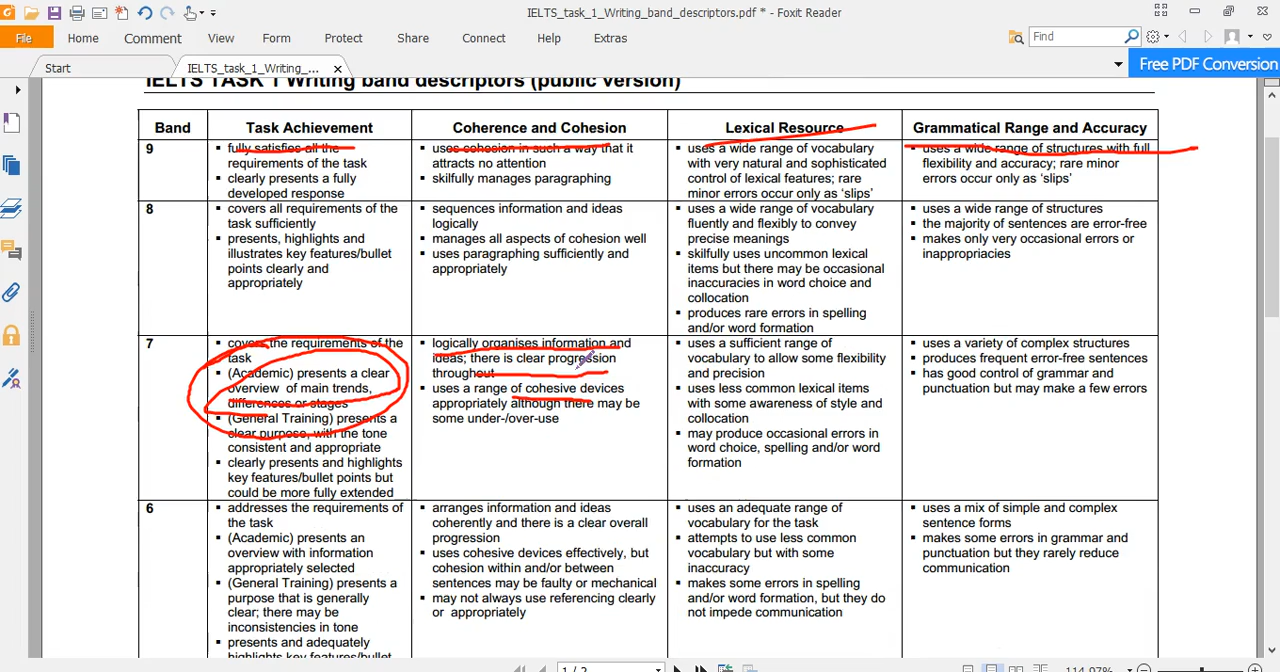 IELTS_task_1_Writing_band_descriptors.pdf * - Foxit Reader
File Home Comment View Form Protect Share Connect Help Extras Find
Start IELTS_task_1_Writing_... Free PDF Conversion
IELTS TASK 1 Writing band descriptors (public version)
Band Task Achievement Coherence and Cohesion Lexical Resource Grammatical Range and Accuracy
9
fully satisfies all the
requirements of the task
clearly presents a fully
developed response
uses cohesion in such a way that it
attracts no attention
skilfully manages paragraphing
uses a wide range of vocabulary
with very natural and sophisticated
control of lexical features; rare
minor errors occur only as ‘slips’
uses a wide range of structures with full
flexibility and accuracy; rare minor
errors occur only as ‘slips’
8
covers all requirements of the
task sufficiently
presents, highlights and
illustrates key features/bullet
points clearly and
appropriately
sequences information and ideas
logically
manages all aspects of cohesion well
uses paragraphing sufficiently and
appropriately
uses a wide range of vocabulary
fluently and flexibly to convey
precise meanings
skilfully uses uncommon lexical
items but there may be occasional
inaccuracies in word choice and
collocation
produces rare errors in spelling
and/or word formation
uses a wide range of structures
the majority of sentences are error-free
makes only very occasional errors or
inappropriacies
7
covers the requirements of the
task
(Academic) presents a clear
overview of main trends,
differences or stages
(General Training) presents a
clear purpose, with the tone
consistent and appropriate
clearly presents and highlights
key features/bullet points but
could be more fully extended
logically organises information and
ideas; there is clear progression
throughout
uses a range of cohesive devices
appropriately although there may be
some under-/over-use
uses a sufficient range of
vocabulary to allow some flexibility
and precision
uses less common lexical items
with some awareness of style and
collocation
may produce occasional errors in
word choice, spelling and/or word
formation
uses a variety of complex structures
produces frequent error-free sentences
has good control of grammar and
punctuation but may make a few errors
6
addresses the requirements of
the task
(Academic) presents an
overview with information
appropriately selected
(General Training) presents a
purpose that is generally
clear; there may be
inconsistencies in tone
presents and adequately
highlights key features/bullet
arranges information and ideas
coherently and there is a clear overall
progression
uses cohesive devices effectively, but
cohesion within and/or between
sentences may be faulty or mechanical
may not always use referencing clearly
or appropriately
uses an adequate range of
vocabulary for the task
attempts to use less common
vocabulary but with some
inaccuracy
makes some errors in spelling
and/or word formation, but they do
not impede communication
uses a mix of simple and complex
sentence forms
makes some errors in grammar and
punctuation but they rarely reduce
communication
1 / 2 114.97%